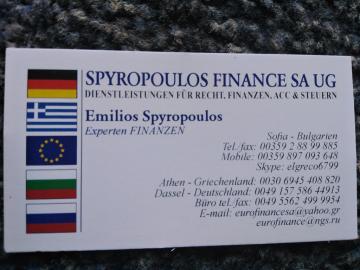 SPYROPOULOS FINANCE SA UG
DIENSTLEISTUNGEN FÜR RECHT, FINANZEN, ACC & STEUERN
Emilios Spyropoulos
Experten FINANZEN
Sofia - Bulgarien
Tel./fax: 00359 2 88 99 885
Mobile: 00359 897 093 648
Skype: elgreco6799
Athen - Griechenland: 0030 6945 408 820
Dassel - Deutschland: 0049 157 586 44913
Büro tel./fax: 0049 5562 499 9954
E-mail: eurofinancesa@yahoo.gr
eurofinance@ngs.ru